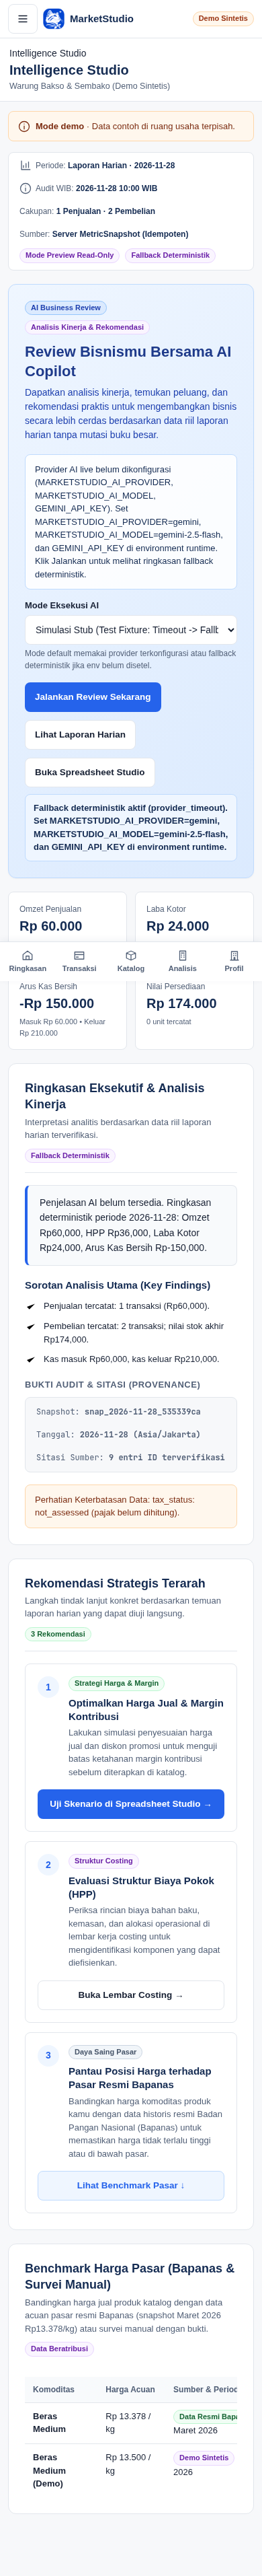 MarketStudio
Demo Sintetis
Intelligence Studio
Intelligence Studio
Warung Bakso & Sembako (Demo Sintetis)
Mode demo · Data contoh di ruang usaha terpisah.
Periode: Laporan Harian · 2026-11-28
Audit WIB: 2026-11-28 10:00 WIB
Cakupan: 1 Penjualan · 2 Pembelian
Sumber: Server MetricSnapshot (Idempoten)
Mode Preview Read-Only
Fallback Deterministik
AI Business Review
Analisis Kinerja & Rekomendasi
Review Bisnismu Bersama AI
Copilot
Dapatkan analisis kinerja, temukan peluang, dan
rekomendasi praktis untuk mengembangkan bisnis
secara lebih cerdas berdasarkan data riil laporan
harian tanpa mutasi buku besar.
Provider AI live belum dikonfigurasi
(MARKETSTUDIO_AI_PROVIDER,
MARKETSTUDIO_AI_MODEL,
GEMINI_API_KEY). Set
MARKETSTUDIO_AI_PROVIDER=gemini,
MARKETSTUDIO_AI_MODEL=gemini-2.5-flash,
dan GEMINI_API_KEY di environment runtime.
Klik Jalankan untuk melihat ringkasan fallback
deterministik.
Mode Eksekusi AI
Simulasi Stub (Test Fixture: Timeout -> Fallb
Mode default memakai provider terkonfigurasi atau fallback
deterministik jika env belum disetel.
Jalankan Review Sekarang
Lihat Laporan Harian
Buka Spreadsheet Studio
Fallback deterministik aktif (provider_timeout).
Set MARKETSTUDIO_AI_PROVIDER=gemini,
MARKETSTUDIO_AI_MODEL=gemini-2.5-flash,
dan GEMINI_API_KEY di environment runtime.
Omzet Penjualan
Rp 60.000
Laba Kotor
Rp 24.000
Ringkasan
Transaksi
Katalog
Analisis
Profil
Arus Kas Bersih
-Rp 150.000
Masuk Rp 60.000 • Keluar
Rp 210.000
Nilai Persediaan
Rp 174.000
0 unit tercatat
Ringkasan Eksekutif & Analisis
Kinerja
Interpretasi analitis berdasarkan data riil laporan
harian terverifikasi.
Fallback Deterministik
Penjelasan AI belum tersedia. Ringkasan
deterministik periode 2026-11-28: Omzet
Rp60,000, HPP Rp36,000, Laba Kotor
Rp24,000, Arus Kas Bersih Rp-150,000.
Sorotan Analisis Utama (Key Findings)
Penjualan tercatat: 1 transaksi (Rp60,000).
Pembelian tercatat: 2 transaksi; nilai stok akhir
Rp174,000.
Kas masuk Rp60,000, kas keluar Rp210,000.
BUKTI AUDIT & SITASI (PROVENANCE)
Snapshot: snap_2026-11-28_535339ca
Tanggal: 2026-11-28 (Asia/Jakarta)
Sitasi Sumber: 9 entri ID terverifikasi
Perhatian Keterbatasan Data: tax_status:
not_assessed (pajak belum dihitung).
Rekomendasi Strategis Terarah
Langkah tindak lanjut konkret berdasarkan temuan
laporan harian yang dapat diuji langsung.
3 Rekomendasi
1
Strategi Harga & Margin
Optimalkan Harga Jual & Margin
Kontribusi
Lakukan simulasi penyesuaian harga
jual dan diskon promosi untuk menguji
batas ketahanan margin kontribusi
sebelum diterapkan di katalog.
Uji Skenario di Spreadsheet Studio →
2
Struktur Costing
Evaluasi Struktur Biaya Pokok
(HPP)
Periksa rincian biaya bahan baku,
kemasan, dan alokasi operasional di
lembar kerja costing untuk
mengidentifikasi komponen yang dapat
diefisienkan.
Buka Lembar Costing →
3
Daya Saing Pasar
Pantau Posisi Harga terhadap
Pasar Resmi Bapanas
Bandingkan harga komoditas produk
kamu dengan data historis resmi Badan
Pangan Nasional (Bapanas) untuk
memastikan harga tidak terlalu tinggi
atau di bawah pasar.
Lihat Benchmark Pasar ↓
Benchmark Harga Pasar (Bapanas &
Survei Manual)
Bandingkan harga jual produk katalog dengan data
acuan pasar resmi Bapanas (snapshot Maret 2026
Rp13.378/kg) atau survei manual dengan bukti.
Data Beratribusi
Komoditas
Harga Acuan
Sumber & Period
Beras
Medium
Rp 13.378 /
kg
Data Resmi Bapa
Maret 2026
Beras
Medium
(Demo)
Rp 13.500 /
kg
Demo Sintetis
2026